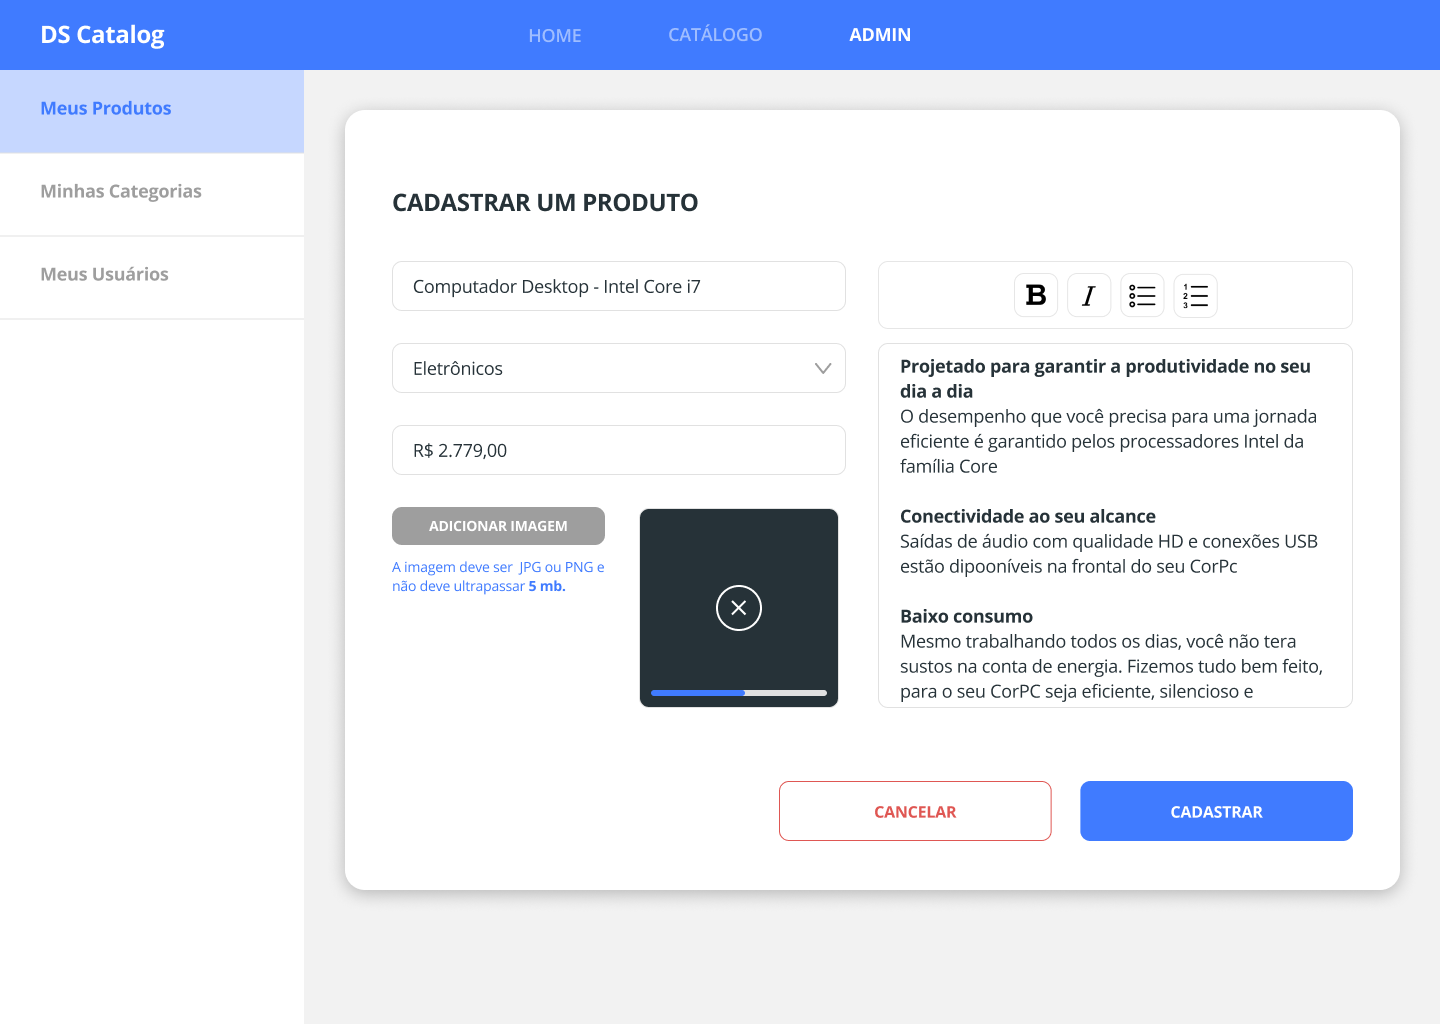 DS Catalog
HOME
CATÁLOGO
ADMIN
Meus Produtos
Minhas Categorias
Meus Usuários
CADASTRAR UM PRODUTO
Computador Desktop - Intel Core i7
Eletrônicos
R$ 2.779,00
ADICIONAR IMAGEM
A imagem deve ser JPG ou PNG e
não deve ultrapassar 5 mb.
B
I
1
2
3
Projetado para garantir a produtividade no seu
dia a dia
O desempenho que você precisa para uma jornada
eficiente é garantido pelos processadores Intel da
família Core
Conectividade ao seu alcance
Saídas de áudio com qualidade HD e conexões USB
estão dipooníveis na frontal do seu CorPc
Baixo consumo
Mesmo trabalhando todos os dias, você não tera
sustos na conta de energia. Fizemos tudo bem feito,
para o seu CorPC seja eficiente, silencioso e
CANCELAR
CADASTRAR